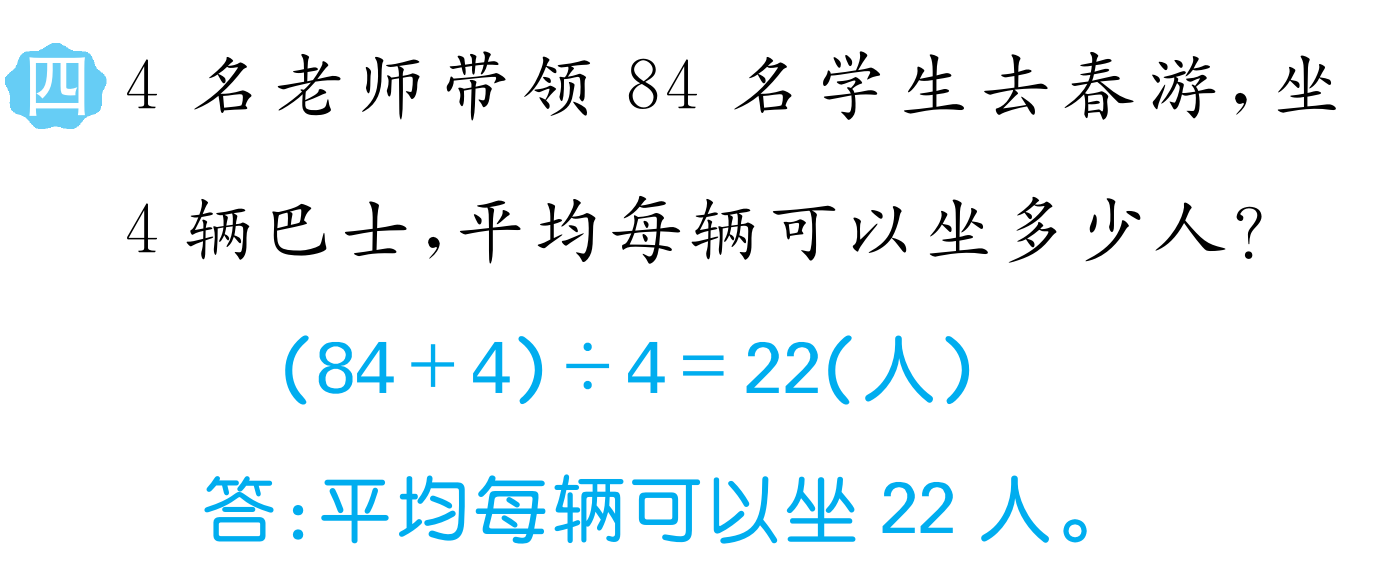 四 4 名老师带领 84 名学生去春游,坐
4 辆巴士,平均每辆可以坐多少人?
(84+4)÷4=22(人)
答:平均每辆可以坐 22 人。